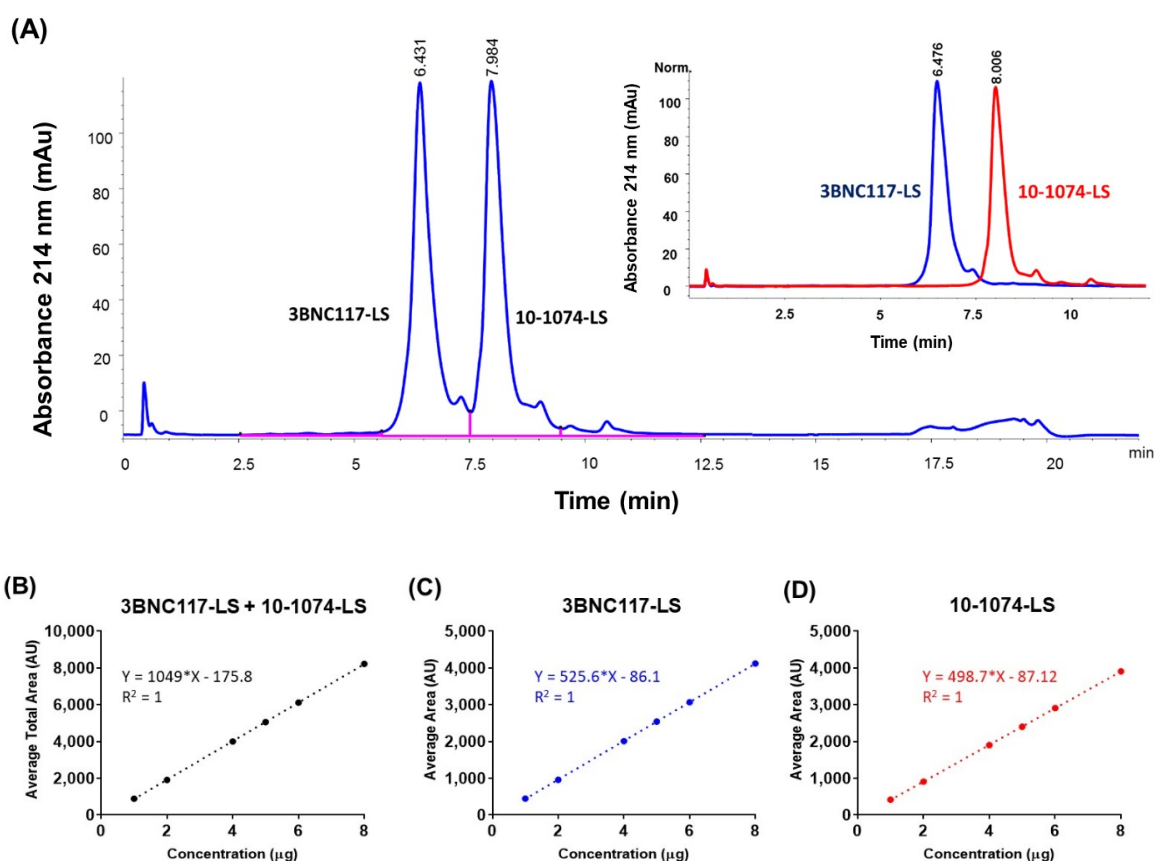 (A)
6.431
7.984
Absorbance 214 nm (mAu)
100
80
60
40
20
0
3BNC117-LS
10-1074-LS
0
2.5
5
7.5
10
12.5
15
17.5
20
min
Time (min)
Norm.
6.476
8.006
Absorbance 214 nm (mAu)
100
80
60
40
20
0
3BNC117-LS
10-1074-LS
2.5
5
7.5
10
Time (min)
(B)
3BNC117-LS + 10-1074-LS
Average Total Area (AU)
10,000
8,000
6,000
4,000
2,000
0
Y = 1049*X - 175.8
R² = 1
0
2
4
6
8
Concentration (μg)
(C)
3BNC117-LS
Average Area (AU)
5,000
4,000
3,000
2,000
1,000
0
Y = 525.6*X - 86.1
R² = 1
0
2
4
6
8
Concentration (μg)
(D)
10-1074-LS
Average Area (AU)
5,000
4,000
3,000
2,000
1,000
0
Y = 498.7*X - 87.12
R² = 1
0
2
4
6
8
Concentration (μg)